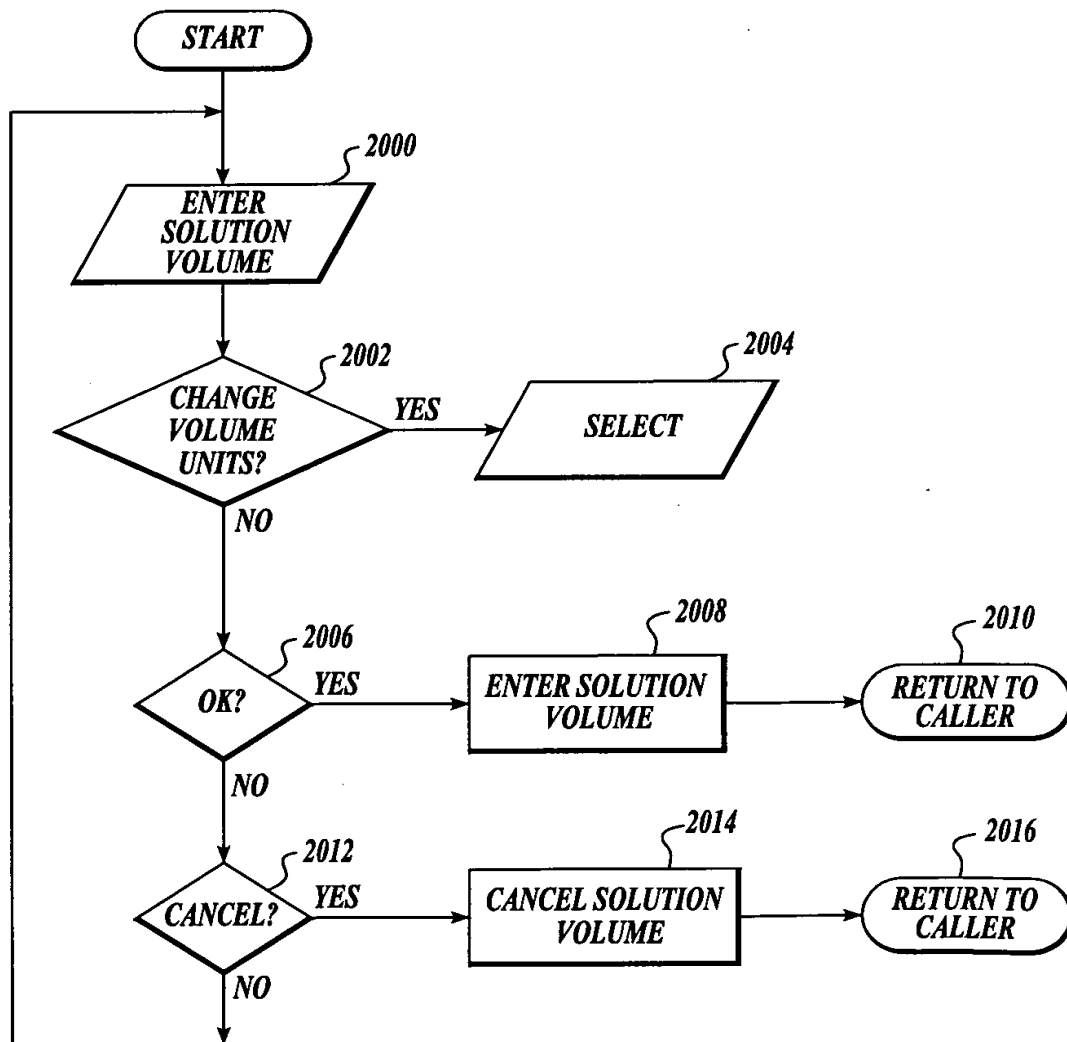 START
2000
ENTER
SOLUTION
VOLUME
2002
CHANGE
VOLUME
UNITS?
YES
2004
SELECT
NO
2006
OK?
YES
2008
ENTER SOLUTION
VOLUME
2010
RETURN TO
CALLER
NO
2012
CANCEL?
YES
2014
CANCEL SOLUTION
VOLUME
2016
RETURN TO
CALLER
NO